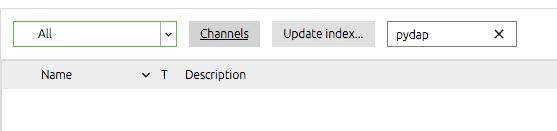 All Channels Update index... pydap
Name T Description